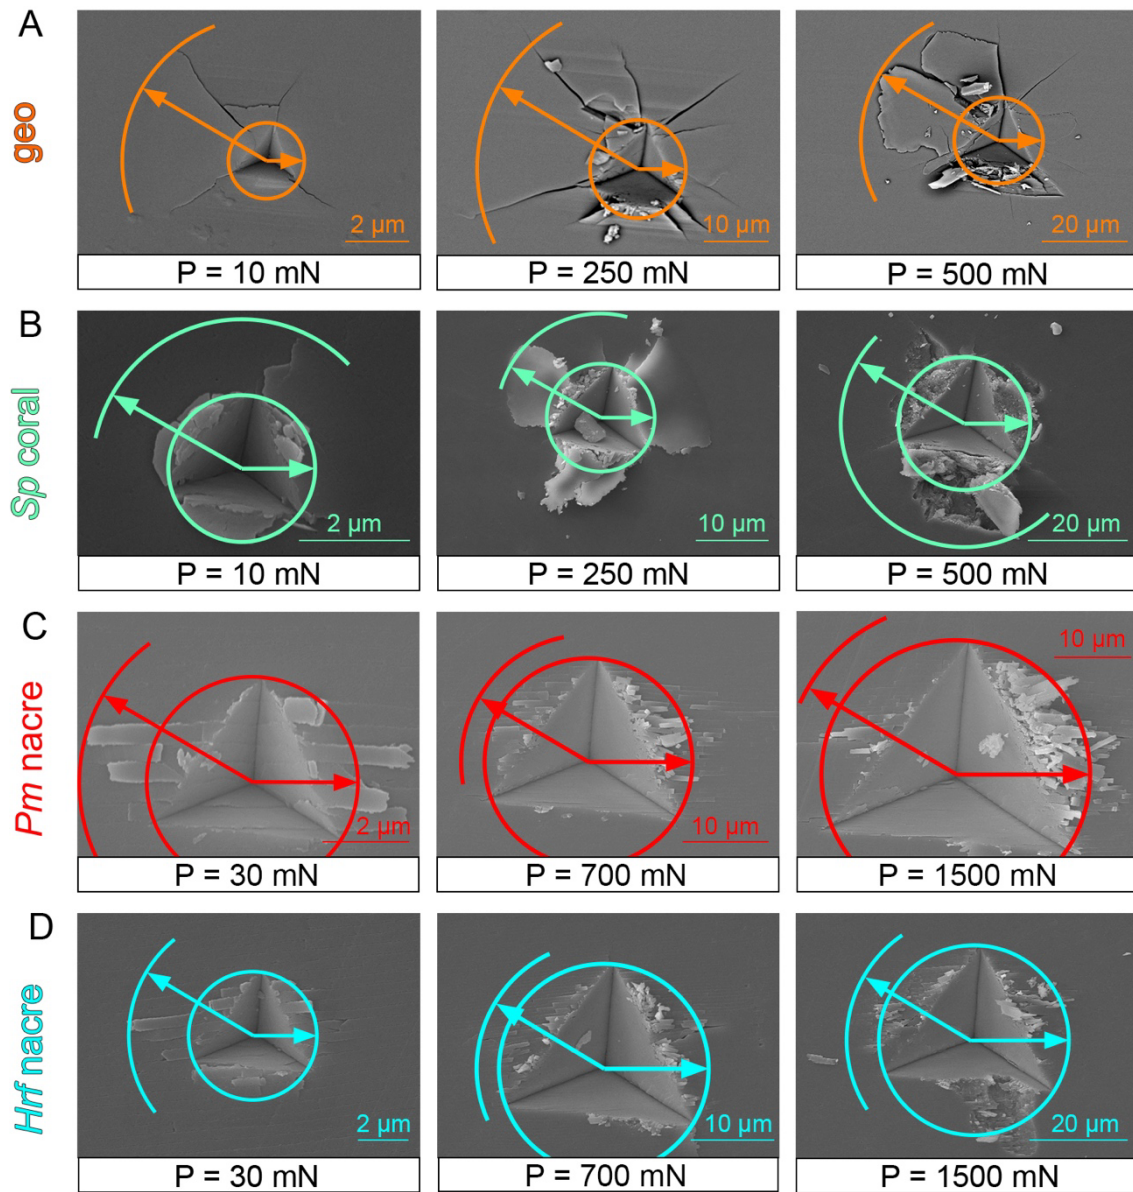 A
geo
2 µm
10 µm
20 µm
P = 10 mN
P = 250 mN
P = 500 mN
B
Sp coral
2 µm
10 µm
20 µm
P = 10 mN
P = 250 mN
P = 500 mN
C
Pm nacre
2 µm
10 µm
10 µm
P = 30 mN
P = 700 mN
P = 1500 mN
D
Hrf nacre
2 µm
10 µm
20 µm
P = 30 mN
P = 700 mN
P = 1500 mN